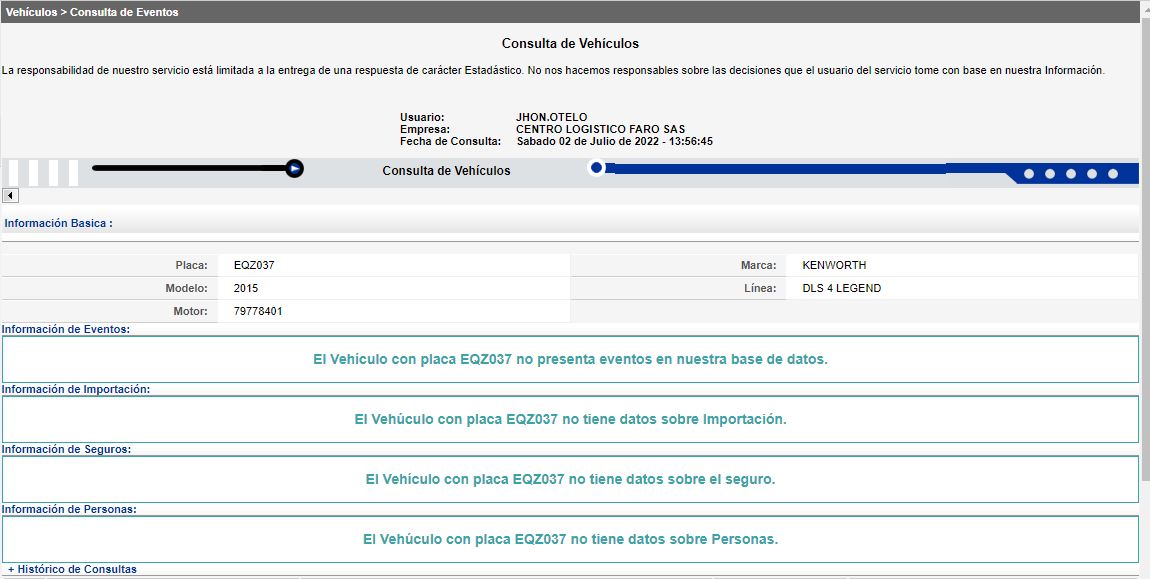 Vehículos > Consulta de Eventos
Consulta de Vehículos
La responsabilidad de nuestro servicio está limitada a la entrega de una respuesta de carácter Estadástico. No nos hacemos responsables sobre las decisiones que el usuario del servicio tome con base en nuestra Información.
Usuario: JHON.OTELO
Empresa: CENTRO LOGISTICO FARO SAS
Fecha de Consulta: Sabado 02 de Julio de 2022 - 13:56:45
Consulta de Vehículos
Información Basica :
Placa: EQZ037 Marca: KENWORTH
Modelo: 2015 Línea: DLS 4 LEGEND
Motor: 79778401
Información de Eventos:
El Vehículo con placa EQZ037 no presenta eventos en nuestra base de datos.
Información de Importación:
El Vehúculo con placa EQZ037 no tiene datos sobre Importación.
Información de Seguros:
El Vehículo con placa EQZ037 no tiene datos sobre el seguro.
Información de Personas:
El Vehúculo con placa EQZ037 no tiene datos sobre Personas.
+ Histórico de Consultas